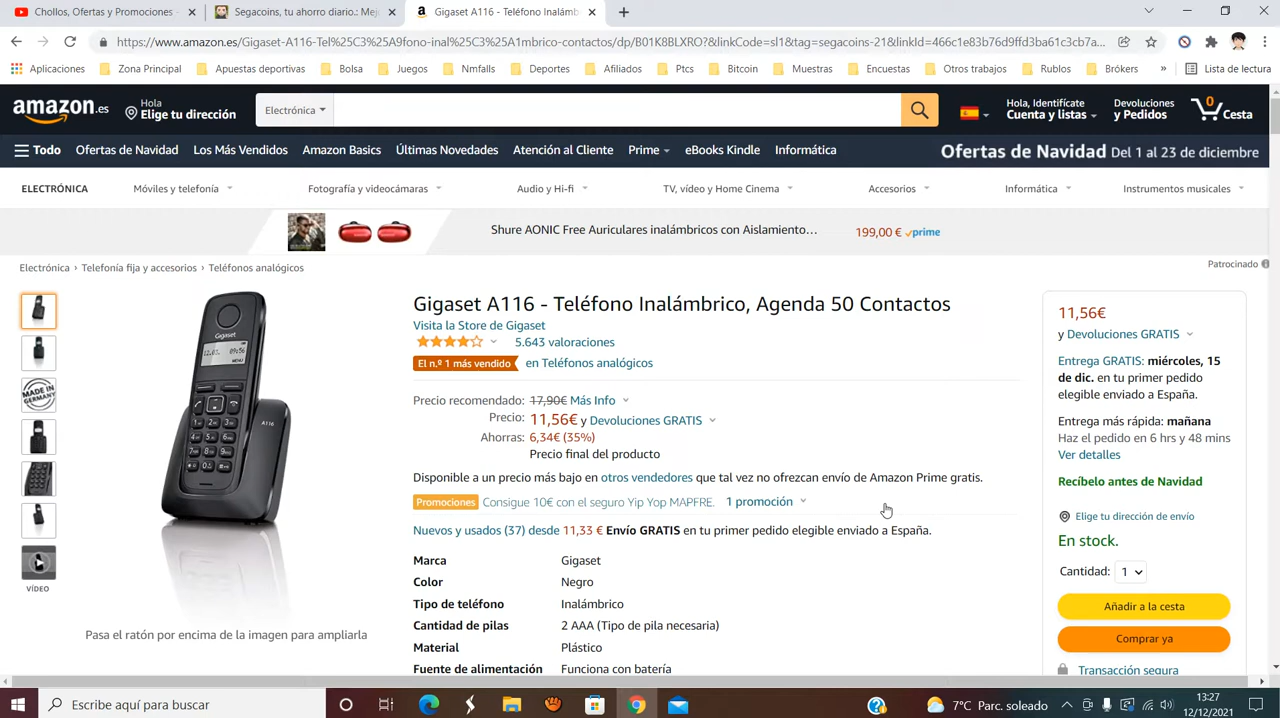 Chollos, Ofertas y Promociones -
Segacoins, tu ahorro diario.: Mej
Gigaset A116 - Teléfono Inalámb
https://www.amazon.es/Gigaset-A116-Tel%25C3%25A9fono-inal%25C3%25A1mbrico-contactos/dp/B01K8BLXRO?&linkCode=sl1&tag=segacoins-21&linkId=466c1e83b76d9ffd3ba61c3cb7a...
Aplicaciones Zona Principal Apuestas deportivas Bolsa Juegos Nmfalls Deportes Afiliados Ptcs Bitcoin Muestras Encuestas Otros trabajos Rublos Brókers » Lista de lectura
amazon.es
Hola
Elige tu dirección
Electrónica
Hola, Identifícate
Cuenta y listas
Devoluciones
y Pedidos
0
Cesta
Todo Ofertas de Navidad Los Más Vendidos Amazon Basics Últimas Novedades Atención al Cliente Prime eBooks Kindle Informática
Ofertas de Navidad Del 1 al 23 de diciembre
ELECTRÓNICA Móviles y telefonía Fotografía y videocámaras Audio y Hi-fi TV, vídeo y Home Cinema Accesorios Informática Instrumentos musicales
Shure AONIC Free Auriculares inalámbricos con Aislamiento…
199,00 € prime
Patrocinado
Electrónica › Telefonía fija y accesorios › Teléfonos analógicos
MADE IN
GERMANY
VÍDEO
Gigaset
MENU
A116
Pasa el ratón por encima de la imagen para ampliarla
Gigaset A116 - Teléfono Inalámbrico, Agenda 50 Contactos
Visita la Store de Gigaset
5.643 valoraciones
El n.º 1 más vendido en Teléfonos analógicos
Precio recomendado: 17,90€ Más Info
Precio: 11,56€ y Devoluciones GRATIS
Ahorras: 6,34€ (35%)
Precio final del producto
Disponible a un precio más bajo en otros vendedores que tal vez no ofrezcan envío de Amazon Prime gratis.
Promociones Consigue 10€ con el seguro Yip Yop MAPFRE. 1 promoción
Nuevos y usados (37) desde 11,33 € Envío GRATIS en tu primer pedido elegible enviado a España.
Marca Gigaset
Color Negro
Tipo de teléfono Inalámbrico
Cantidad de pilas 2 AAA (Tipo de pila necesaria)
Material Plástico
Fuente de alimentación Funciona con batería
11,56€
y Devoluciones GRATIS
Entrega GRATIS: miércoles, 15
de dic. en tu primer pedido
elegible enviado a España.
Entrega más rápida: mañana
Haz el pedido en 6 hrs y 48 mins
Ver detalles
Recíbelo antes de Navidad
Elige tu dirección de envío
En stock.
Cantidad: 1
Añadir a la cesta
Comprar ya
Transacción segura
Escribe aquí para buscar
7°C Parc. soleado
13:27
12/12/2021